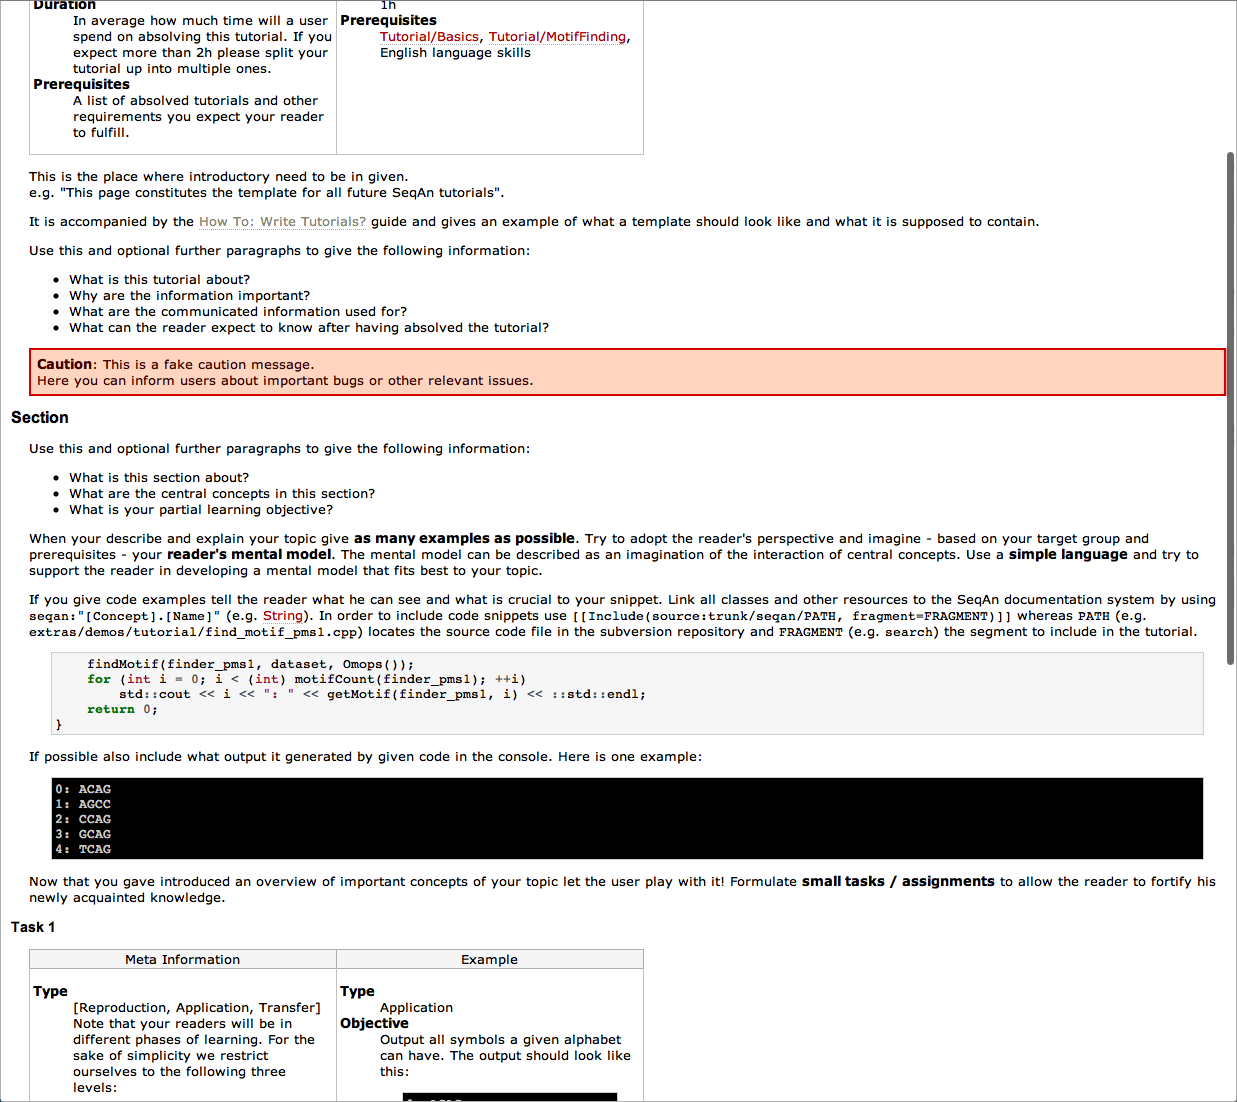 Duration
In average how much time will a user
spend on absolving this tutorial. If you
expect more than 2h please split your
tutorial up into multiple ones.
Prerequisites
A list of absolved tutorials and other
requirements you expect your reader
to fulfill.
1h
Prerequisites
Tutorial/Basics, Tutorial/MotifFinding,
English language skills
This is the place where introductory need to be in given.
e.g. "This page constitutes the template for all future SeqAn tutorials".
It is accompanied by the How To: Write Tutorials? guide and gives an example of what a template should look like and what it is supposed to contain.
Use this and optional further paragraphs to give the following information:
• What is this tutorial about?
• Why are the information important?
• What are the communicated information used for?
• What can the reader expect to know after having absolved the tutorial?
Caution: This is a fake caution message.
Here you can inform users about important bugs or other relevant issues.
Section
Use this and optional further paragraphs to give the following information:
• What is this section about?
• What are the central concepts in this section?
• What is your partial learning objective?
When your describe and explain your topic give as many examples as possible. Try to adopt the reader's perspective and imagine - based on your target group and
prerequisites - your reader's mental model. The mental model can be described as an imagination of the interaction of central concepts. Use a simple language and try to
support the reader in developing a mental model that fits best to your topic.
If you give code examples tell the reader what he can see and what is crucial to your snippet. Link all classes and other resources to the SeqAn documentation system by using
seqan:"[Concept].[Name]" (e.g. String). In order to include code snippets use [[Include(source:trunk/seqan/PATH, fragment=FRAGMENT)]] whereas PATH (e.g.
extras/demos/tutorial/find_motif_pms1.cpp) locates the source code file in the subversion repository and FRAGMENT (e.g. search) the segment to include in the tutorial.
findMotif(finder_pms1, dataset, Omops());
for (int i = 0; i < (int) motifCount(finder_pms1); ++i)
std::cout << i << ": " << getMotif(finder_pms1, i) << ::std::endl;
return 0;
}
If possible also include what output it generated by given code in the console. Here is one example:
0: ACAG
1: AGCC
2: CCAG
3: GCAG
4: TCAG
Now that you gave introduced an overview of important concepts of your topic let the user play with it! Formulate small tasks / assignments to allow the reader to fortify his
newly acquainted knowledge.
Task 1
Meta Information
Example
Type
[Reproduction, Application, Transfer]
Note that your readers will be in
different phases of learning. For the
sake of simplicity we restrict
ourselves to the following three
levels:
Type
Application
Objective
Output all symbols a given alphabet
can have. The output should look like
this: